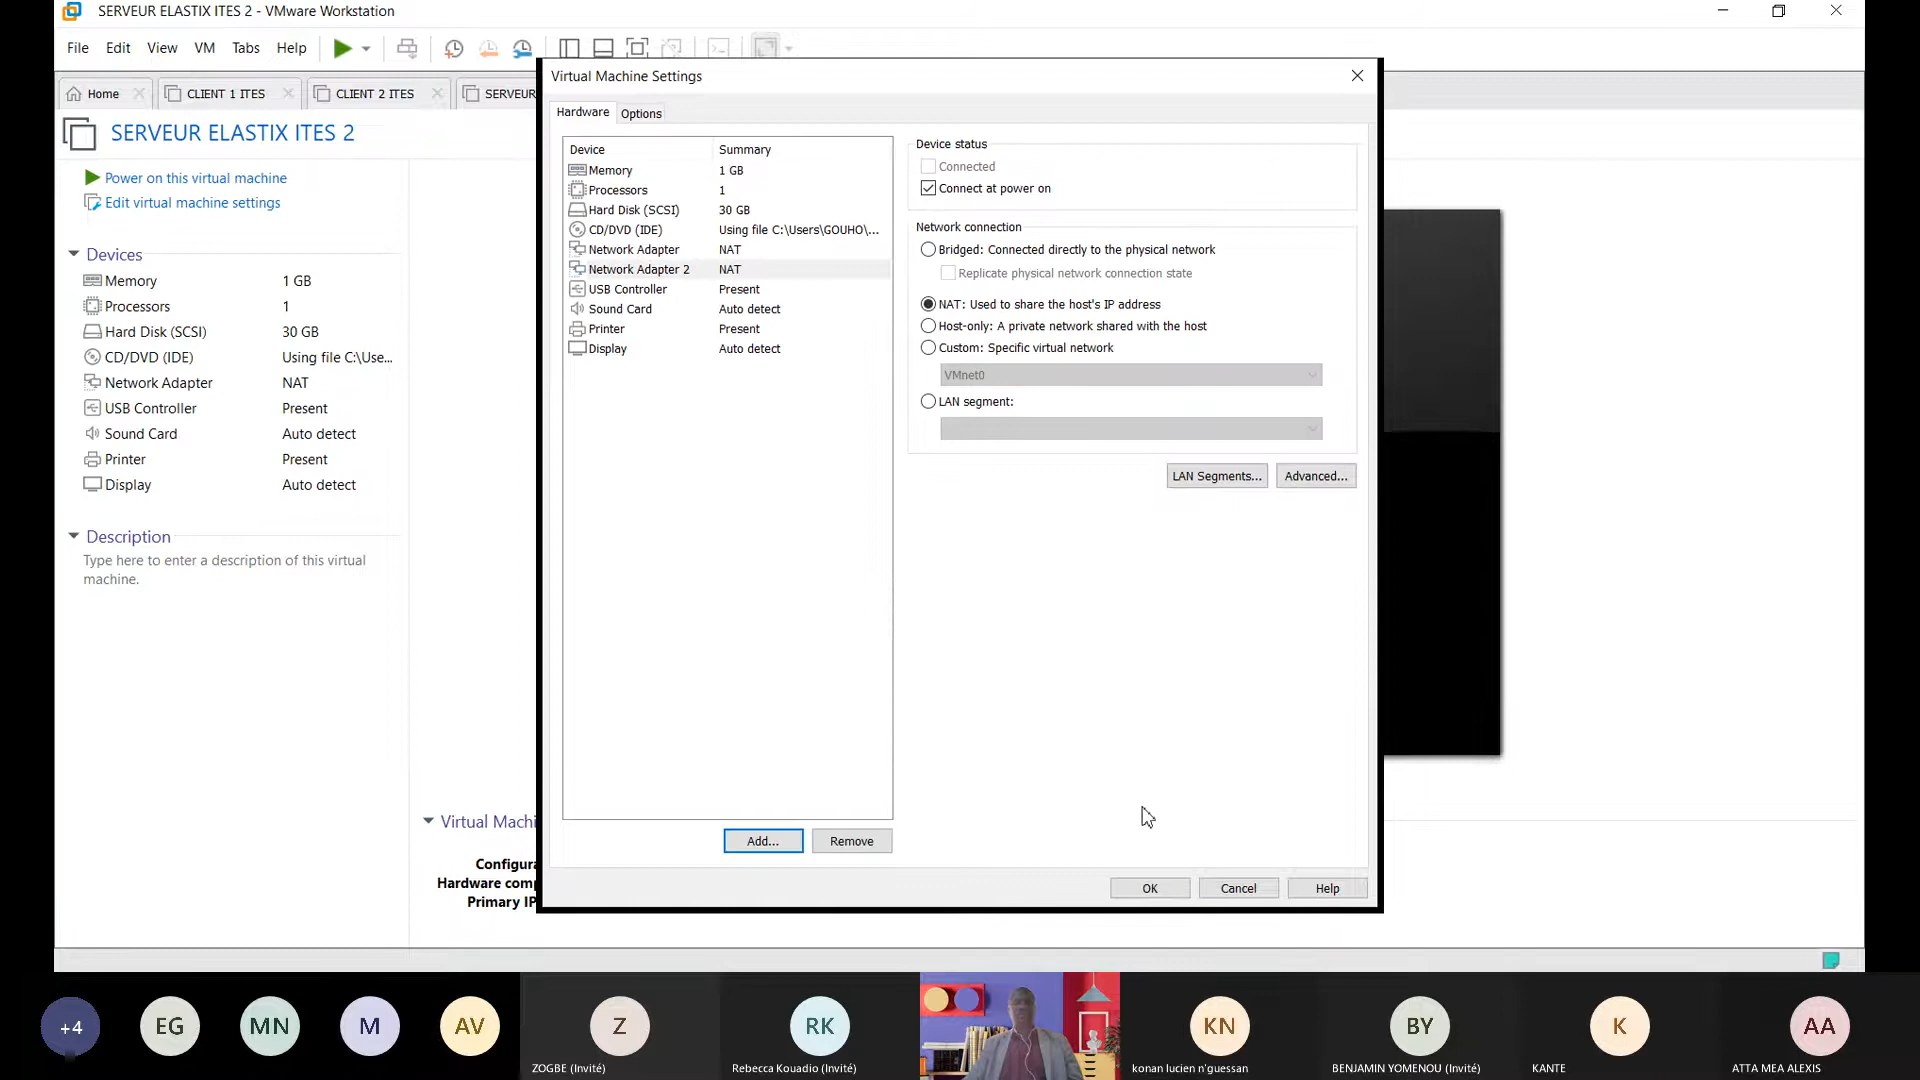 SERVEUR ELASTIX ITES 2 - VMware Workstation
File Edit View VM Tabs Help
Home CLIENT 1 ITES CLIENT 2 ITES SERVEUR
SERVEUR ELASTIX ITES 2
Power on this virtual machine
Edit virtual machine settings
Devices
Memory 1 GB
Processors 1
Hard Disk (SCSI) 30 GB
CD/DVD (IDE) Using file C:\Use...
Network Adapter NAT
USB Controller Present
Sound Card Auto detect
Printer Present
Display Auto detect
Description
Type here to enter a description of this virtual
machine.
Virtual Machi
Configura
Hardware comp
Primary IP
Virtual Machine Settings
Hardware Options
Device Summary
Memory 1 GB
Processors 1
Hard Disk (SCSI) 30 GB
CD/DVD (IDE) Using file C:\Users\GOUHO\...
Network Adapter NAT
Network Adapter 2 NAT
USB Controller Present
Sound Card Auto detect
Printer Present
Display Auto detect
Add... Remove
Device status
Connected
Connect at power on
Network connection
Bridged: Connected directly to the physical network
Replicate physical network connection state
NAT: Used to share the host's IP address
Host-only: A private network shared with the host
Custom: Specific virtual network
VMnet0
LAN segment:
LAN Segments... Advanced...
OK Cancel Help
+4 EG MN M AV Z RK KN BY K AA
ZOGBE (Invité) Rebecca Kouadio (Invité) konan lucien n'guessan BENJAMIN YOMENOU (Invité) KANTE ATTA MEA ALEXIS